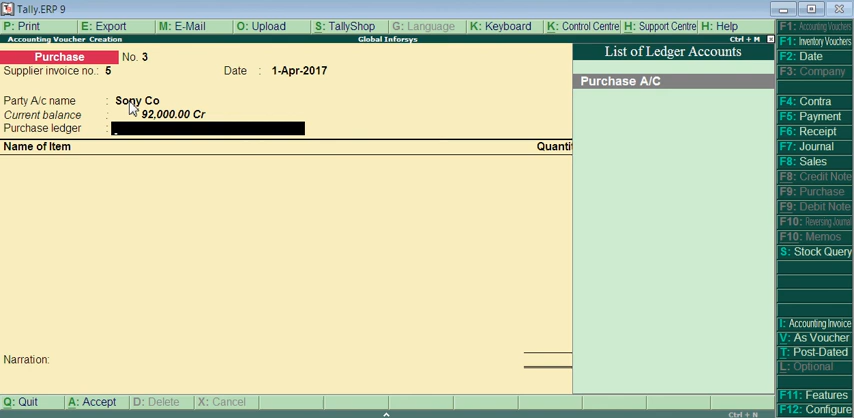 Tally.ERP 9
P: Print E: Export M: E-Mail O: Upload S: TallyShop G: Language K: Keyboard K: Control Centre H: Support Centre H: Help
Accounting Voucher Creation Global Inforsys Ctrl + M
Purchase No. 3
Supplier invoice no.: 5 Date : 1-Apr-2017
Party A/c name : Sony Co
Current balance : 92,000.00 Cr
Purchase ledger :
Name of Item Quantit
Narration:
List of Ledger Accounts
Purchase A/C
F1: Accounting Vouchers
F1: Inventory Vouchers
F2: Date
F3: Company
F4: Contra
F5: Payment
F6: Receipt
F7: Journal
F8: Sales
F8: Credit Note
F9: Purchase
F9: Debit Note
F10: Reversing Journal
F10: Memos
S: Stock Query
I: Accounting Invoice
V: As Voucher
T: Post-Dated
L: Optional
F11: Features
F12: Configure
Q: Quit A: Accept D: Delete X: Cancel
Ctrl + N